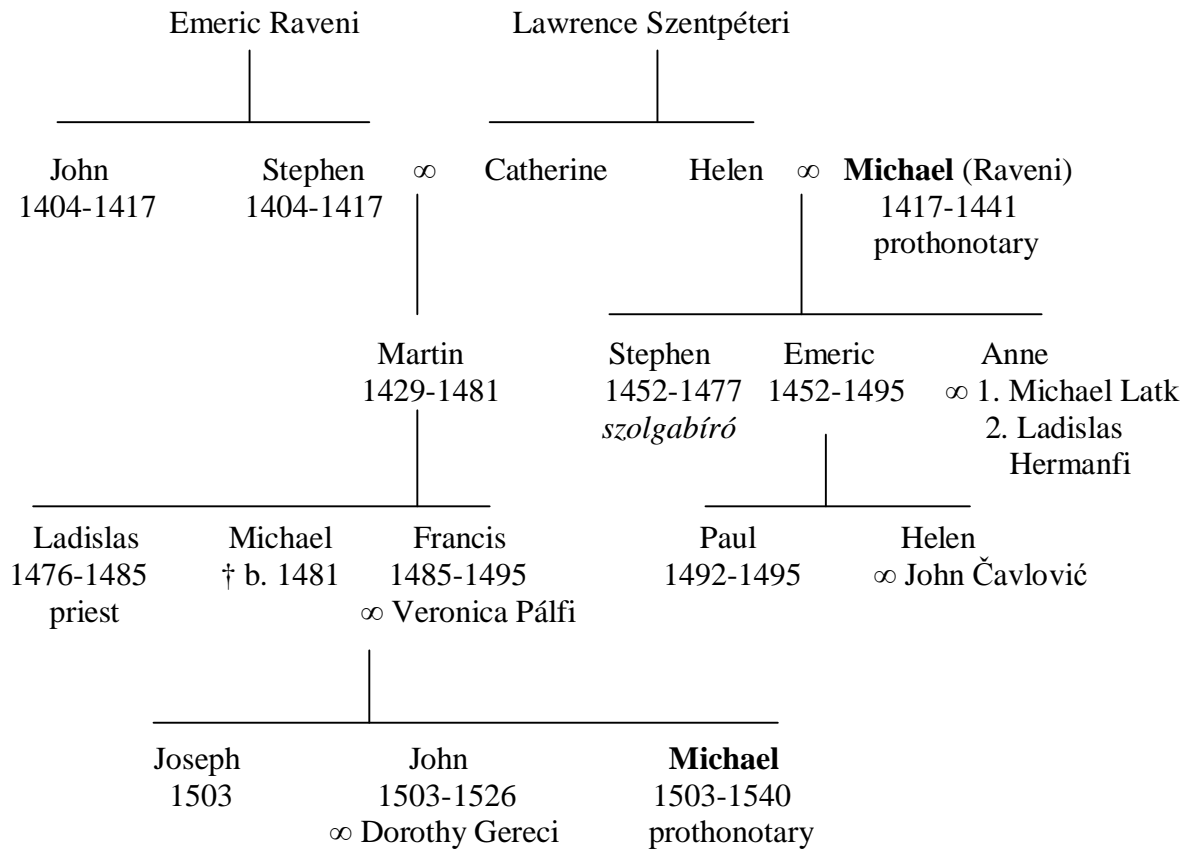 Emeric Raveni Lawrence Szentpéteri
John Stephen ∞ Catherine Helen ∞ Michael (Raveni)
1404-1417 1404-1417 1417-1441
prothonotary
Martin Stephen Emeric Anne
1429-1481 1452-1477 1452-1495 ∞ 1. Michael Latk
szolgabíró 2. Ladislas
Hermanfi
Ladislas Michael Francis Paul Helen
1476-1485 † b. 1481 1485-1495 1492-1495 ∞ John Čavlović
priest ∞ Veronica Pálfi
Joseph John Michael
1503 1503-1526 1503-1540
∞ Dorothy Gereci prothonotary